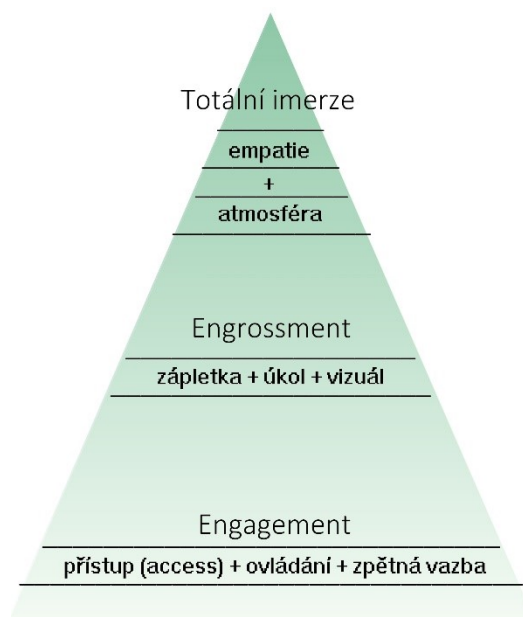 Totální imerze
empatie
+
atmosféra
Engrossment
zápletka + úkol + vizuál
Engagement
přístup (access) + ovládání + zpětná vazba